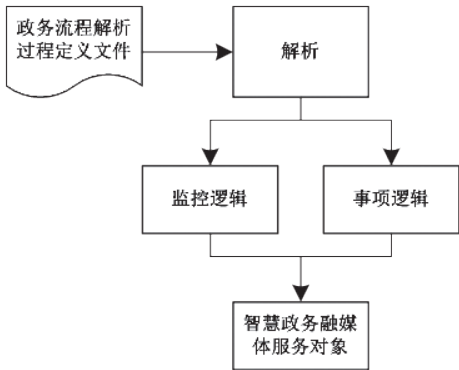 政务流程解析
过程定义文件
解析
监控逻辑
事项逻辑
智慧政务融媒
体服务对象